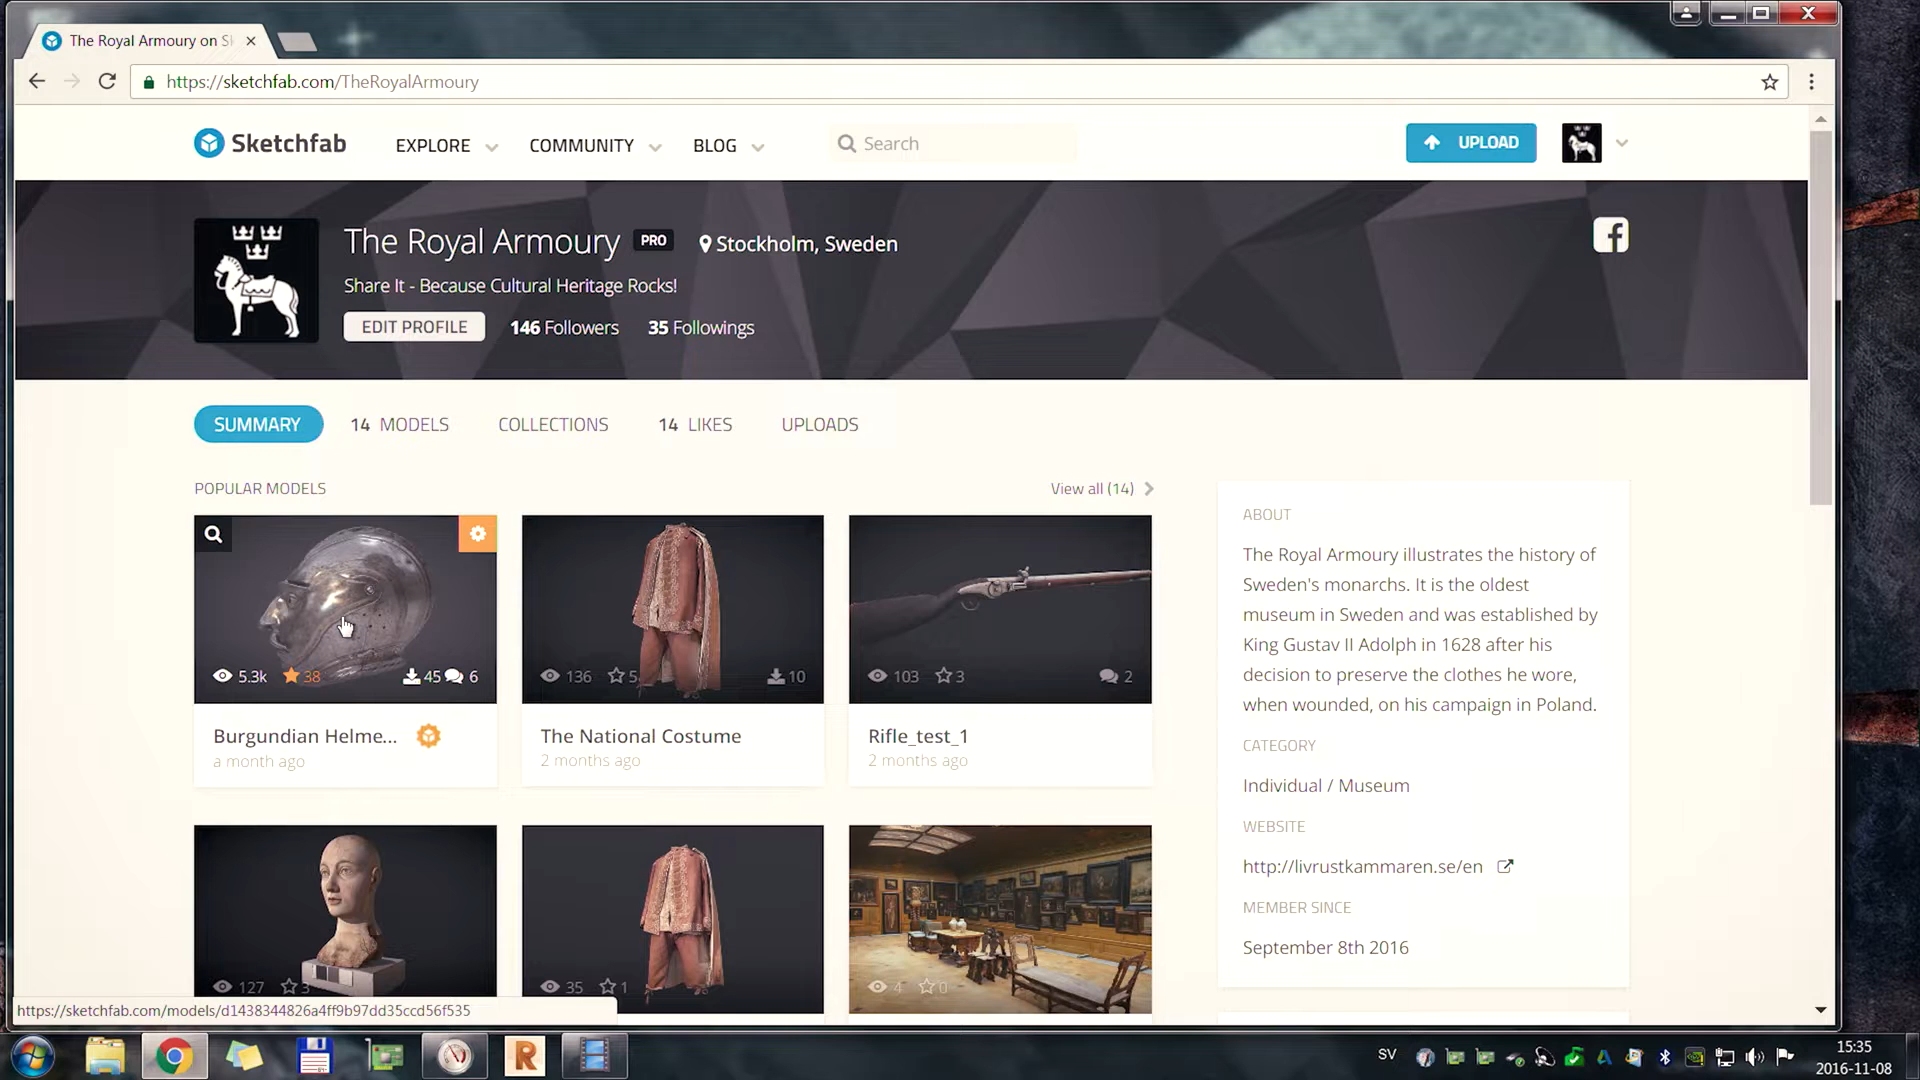 The Royal Armoury on Sk
https://sketchfab.com/TheRoyalArmoury
Sketchfab
EXPLORE
COMMUNITY
BLOG
Search
UPLOAD
The Royal Armoury PRO Stockholm, Sweden
Share It - Because Cultural Heritage Rocks!
EDIT PROFILE 146 Followers 35 Followings
SUMMARY 14 MODELS COLLECTIONS 14 LIKES UPLOADS
POPULAR MODELS
View all (14)
5.3k 38 45 6
Burgundian Helme...
a month ago
136 5 10
The National Costume
2 months ago
103 3 2
Rifle_test_1
2 months ago
127 3
35 1
4 0
ABOUT
The Royal Armoury illustrates the history of
Sweden's monarchs. It is the oldest
museum in Sweden and was established by
King Gustav II Adolph in 1628 after his
decision to preserve the clothes he wore,
when wounded, on his campaign in Poland.
CATEGORY
Individual / Museum
WEBSITE
http://livrustkammaren.se/en
MEMBER SINCE
September 8th 2016
https://sketchfab.com/models/d1438344826a4ff9b97dd35ccd56f535
R
SV
15:35
2016-11-08